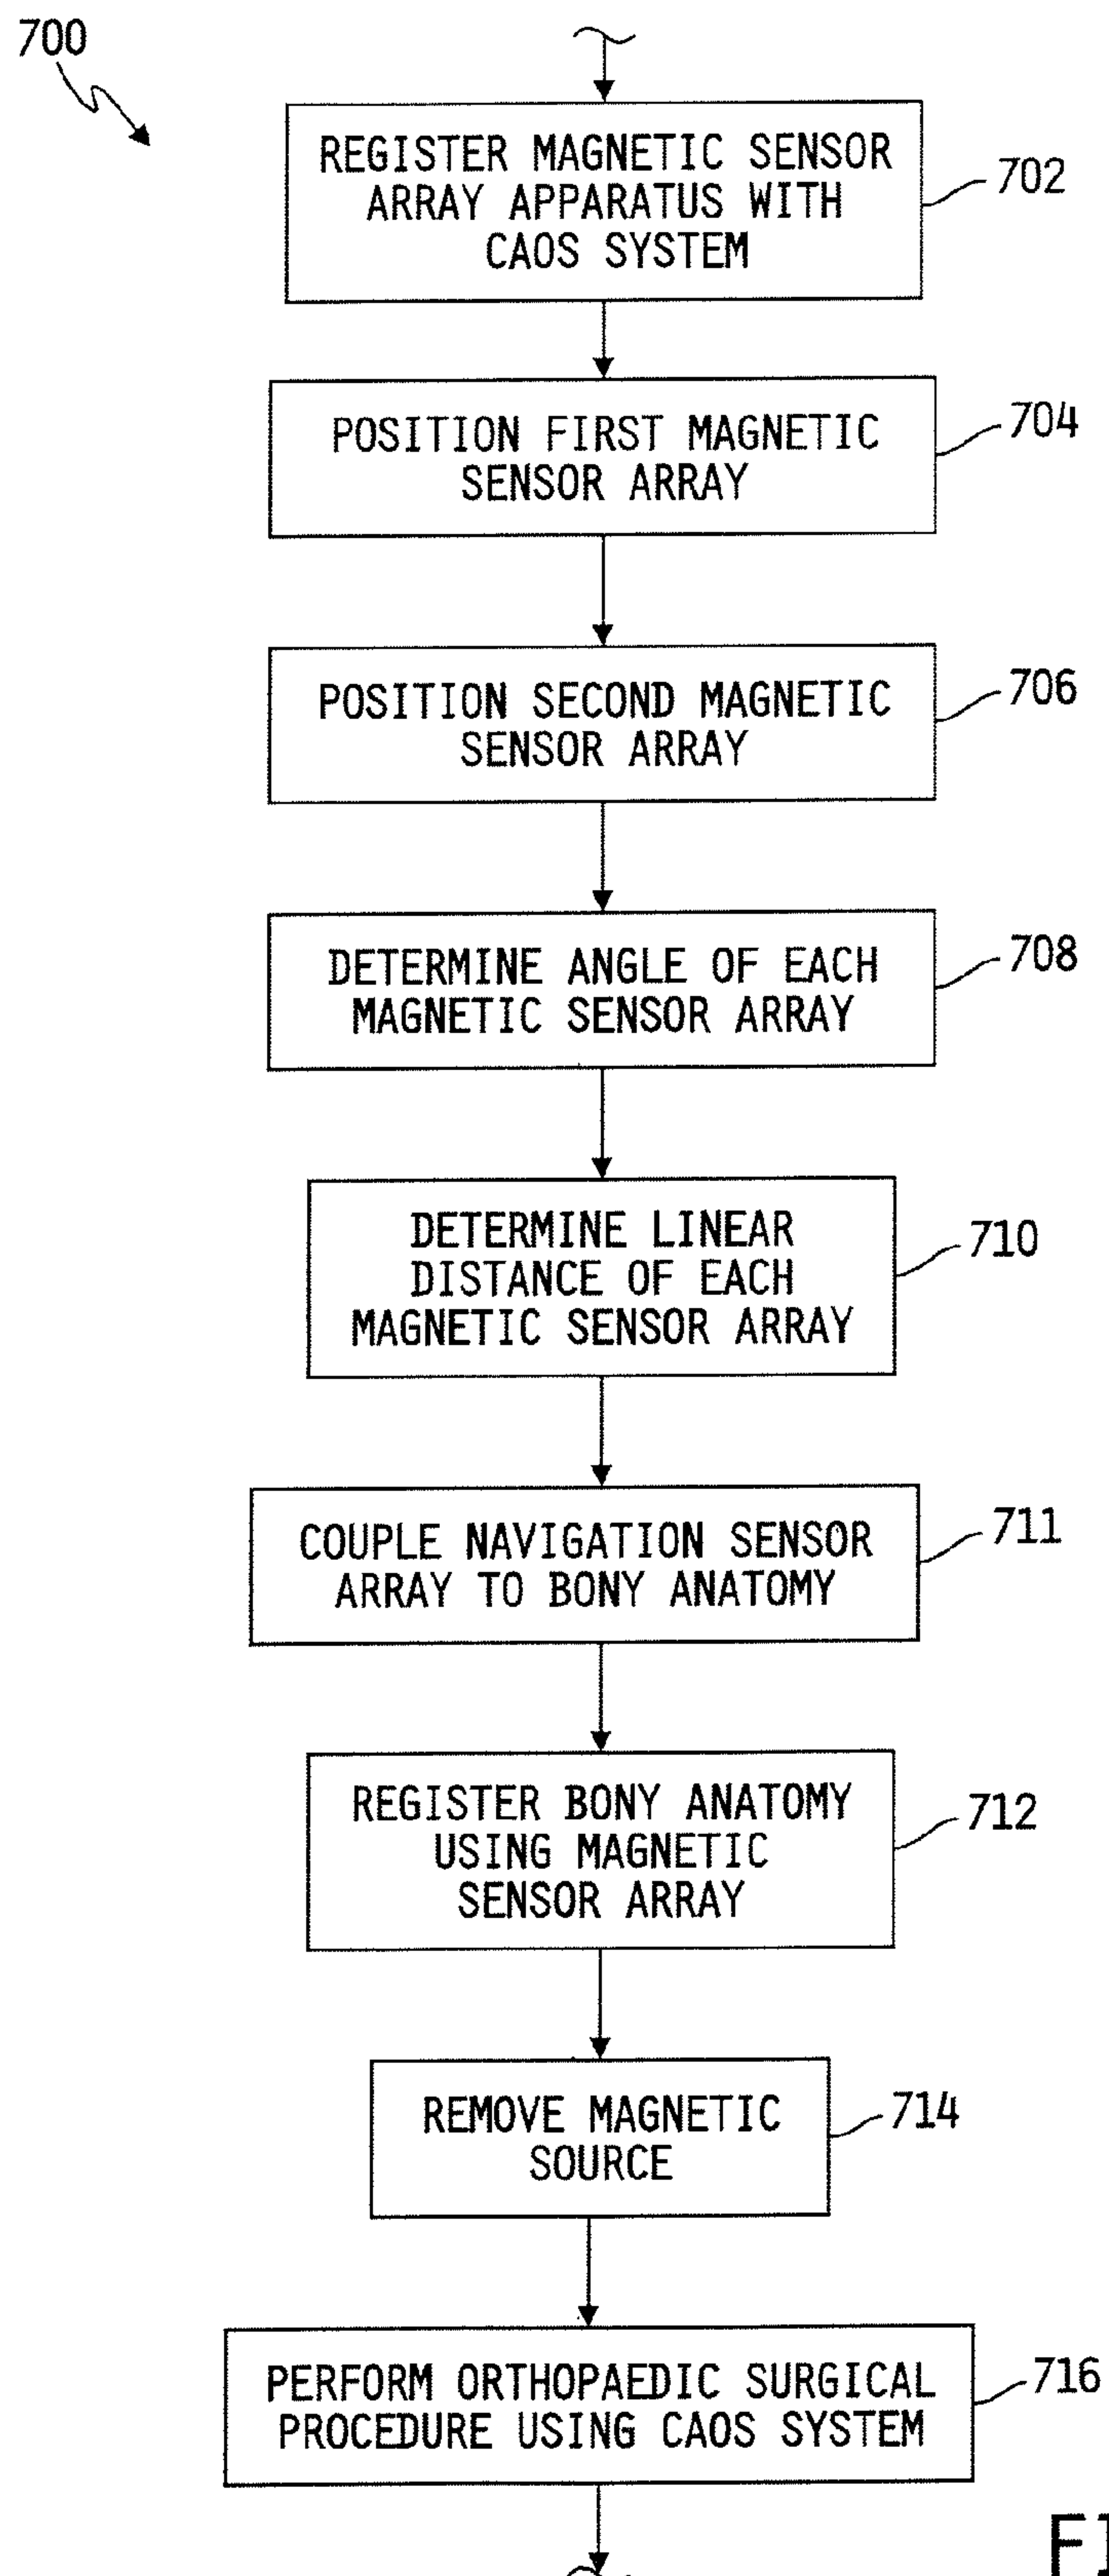 700
REGISTER MAGNETIC SENSOR
ARRAY APPARATUS WITH
CAOS SYSTEM
702
POSITION FIRST MAGNETIC
SENSOR ARRAY
704
POSITION SECOND MAGNETIC
SENSOR ARRAY
706
DETERMINE ANGLE OF EACH
MAGNETIC SENSOR ARRAY
708
DETERMINE LINEAR
DISTANCE OF EACH
MAGNETIC SENSOR ARRAY
710
COUPLE NAVIGATION SENSOR
ARRAY TO BONY ANATOMY
711
REGISTER BONY ANATOMY
USING MAGNETIC
SENSOR ARRAY
712
REMOVE MAGNETIC
SOURCE
714
PERFORM ORTHOPAEDIC SURGICAL
PROCEDURE USING CAOS SYSTEM
716